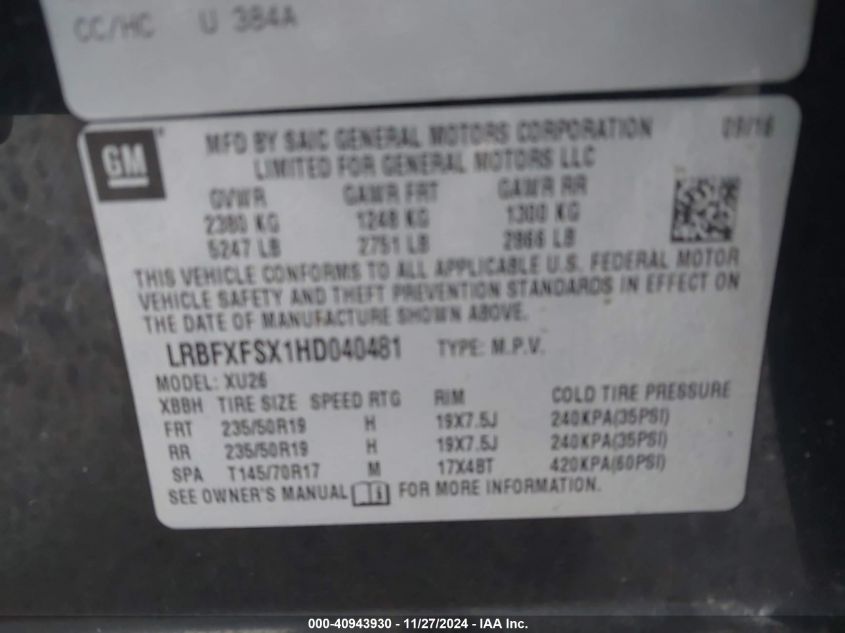 CC/HC U 384A
GM
MFD BY SAIC GENERAL MOTORS CORPORATION 09/16
LIMITED FOR GENERAL MOTORS LLC
GVWR GAWR FRT GAWR RR
2380 KG 1248 KG 1300 KG
5247 LB 2751 LB 2866 LB
THIS VEHICLE CONFORMS TO ALL APPLICABLE U.S. FEDERAL MOTOR
VEHICLE SAFETY AND THEFT PREVENTION STANDARDS IN EFFECT ON
THE DATE OF MANUFACTURE SHOWN ABOVE.
LRBFXFSX1HD040481 TYPE: M.P.V.
MODEL: XU26
XBBH TIRE SIZE SPEED RTG RIM COLD TIRE PRESSURE
FRT 235/50R19 H 19X7.5J 240KPA(35PSI)
RR 235/50R19 H 19X7.5J 240KPA(35PSI)
SPA T145/70R17 M 17X4BT 420KPA(60PSI)
SEE OWNER'S MANUAL FOR MORE INFORMATION.
000-40943930 - 11/27/2024 - IAA Inc.